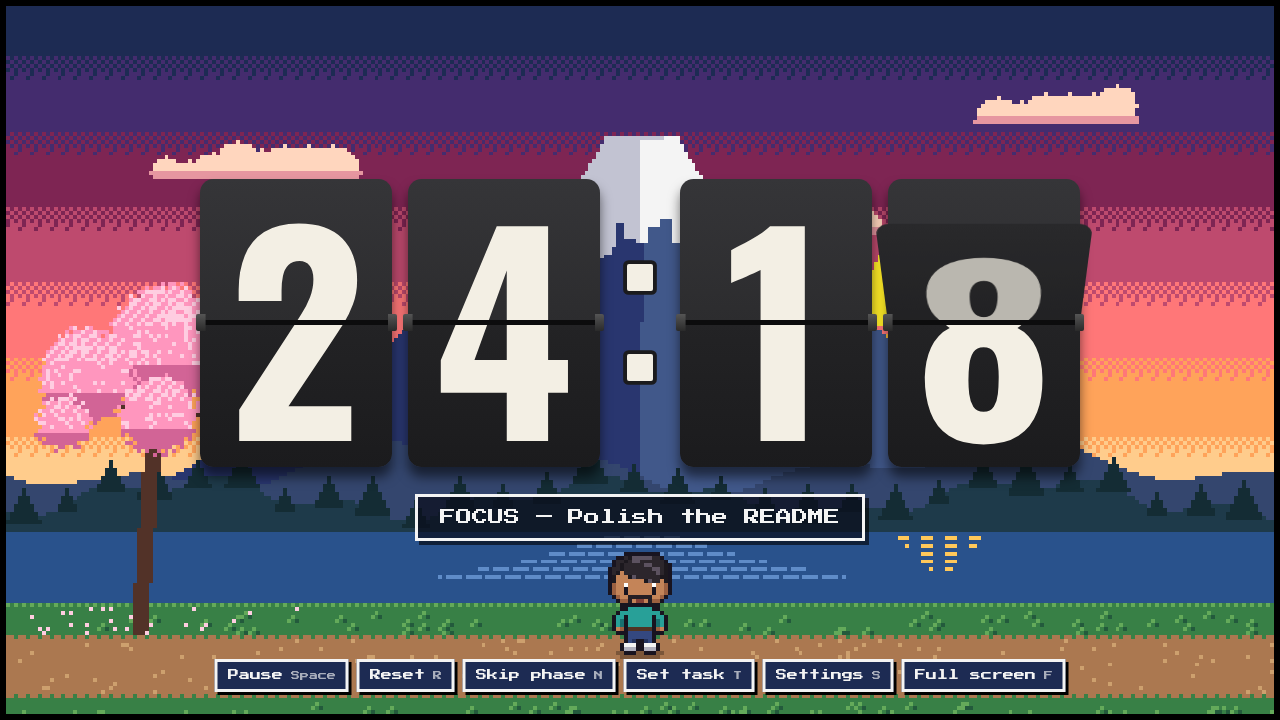 24:18
FOCUS — Polish the README
Pause Space Reset R Skip phase N Set task T Settings S Full screen F